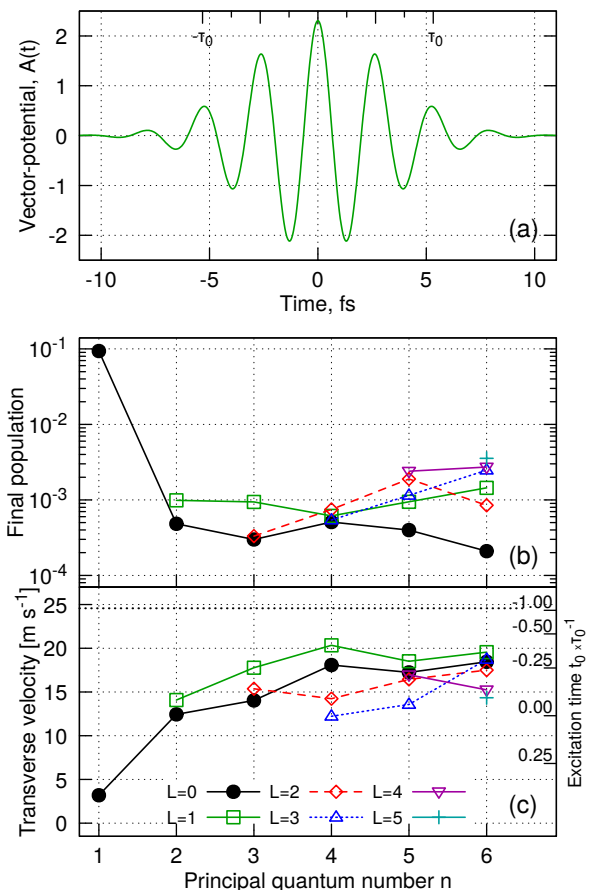 -τ₀ τ₀
2
1
0
-1
-2
Vector-potential, A(t)
(a)
-10 -5 0 5 10
Time, fs
10⁻¹
10⁻²
10⁻³
10⁻⁴
Final population
(b)
25
20
15
10
5
0
Transverse velocity [m s⁻¹]
-1.00
-0.50
-0.25
0.00
0.25
Excitation time t₀ × τ₀⁻¹
L=0 L=2 L=4
L=1 L=3 L=5
(c)
1 2 3 4 5 6
Principal quantum number n